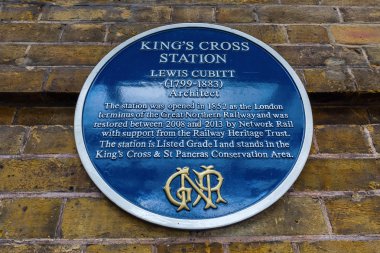 KING'S CROSS
STATION
LEWIS CUBITT
(1799-1883)
Architect
The station was opened in 1852 as the London
terminus of the Great Northern Railway and was
restored between 2008 and 2013 by Network Rail
with support from the Railway Heritage Trust.
The station is Listed Grade I and stands in the
King's Cross & St Pancras Conservation Area.
GNR